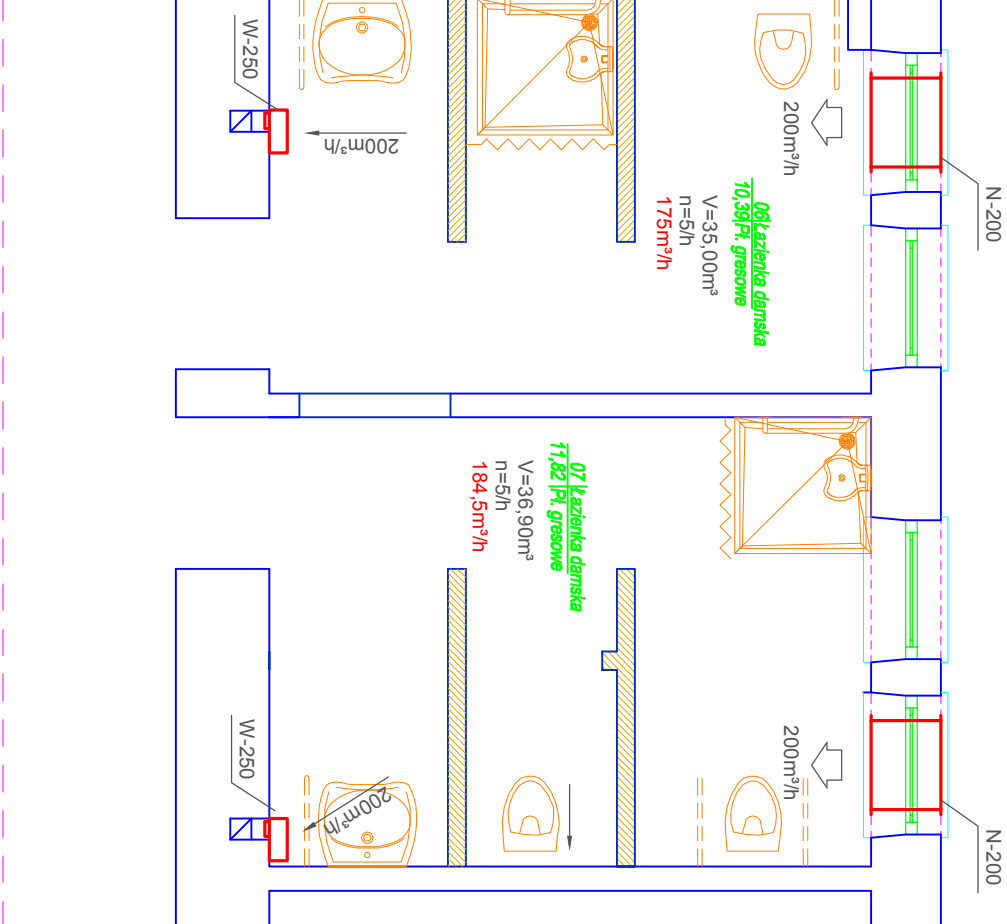 W-250
200m³/h
200m³/h
N-200
06 Łazienka damska
10,39 Pł. gresowe
V=35,00m³
n=5/h
175m³/h
07 Łazienka damska
11,82 Pł. gresowe
V=36,90m³
n=5/h
184,5m³/h
W-250
200m³/h
200m³/h
N-200